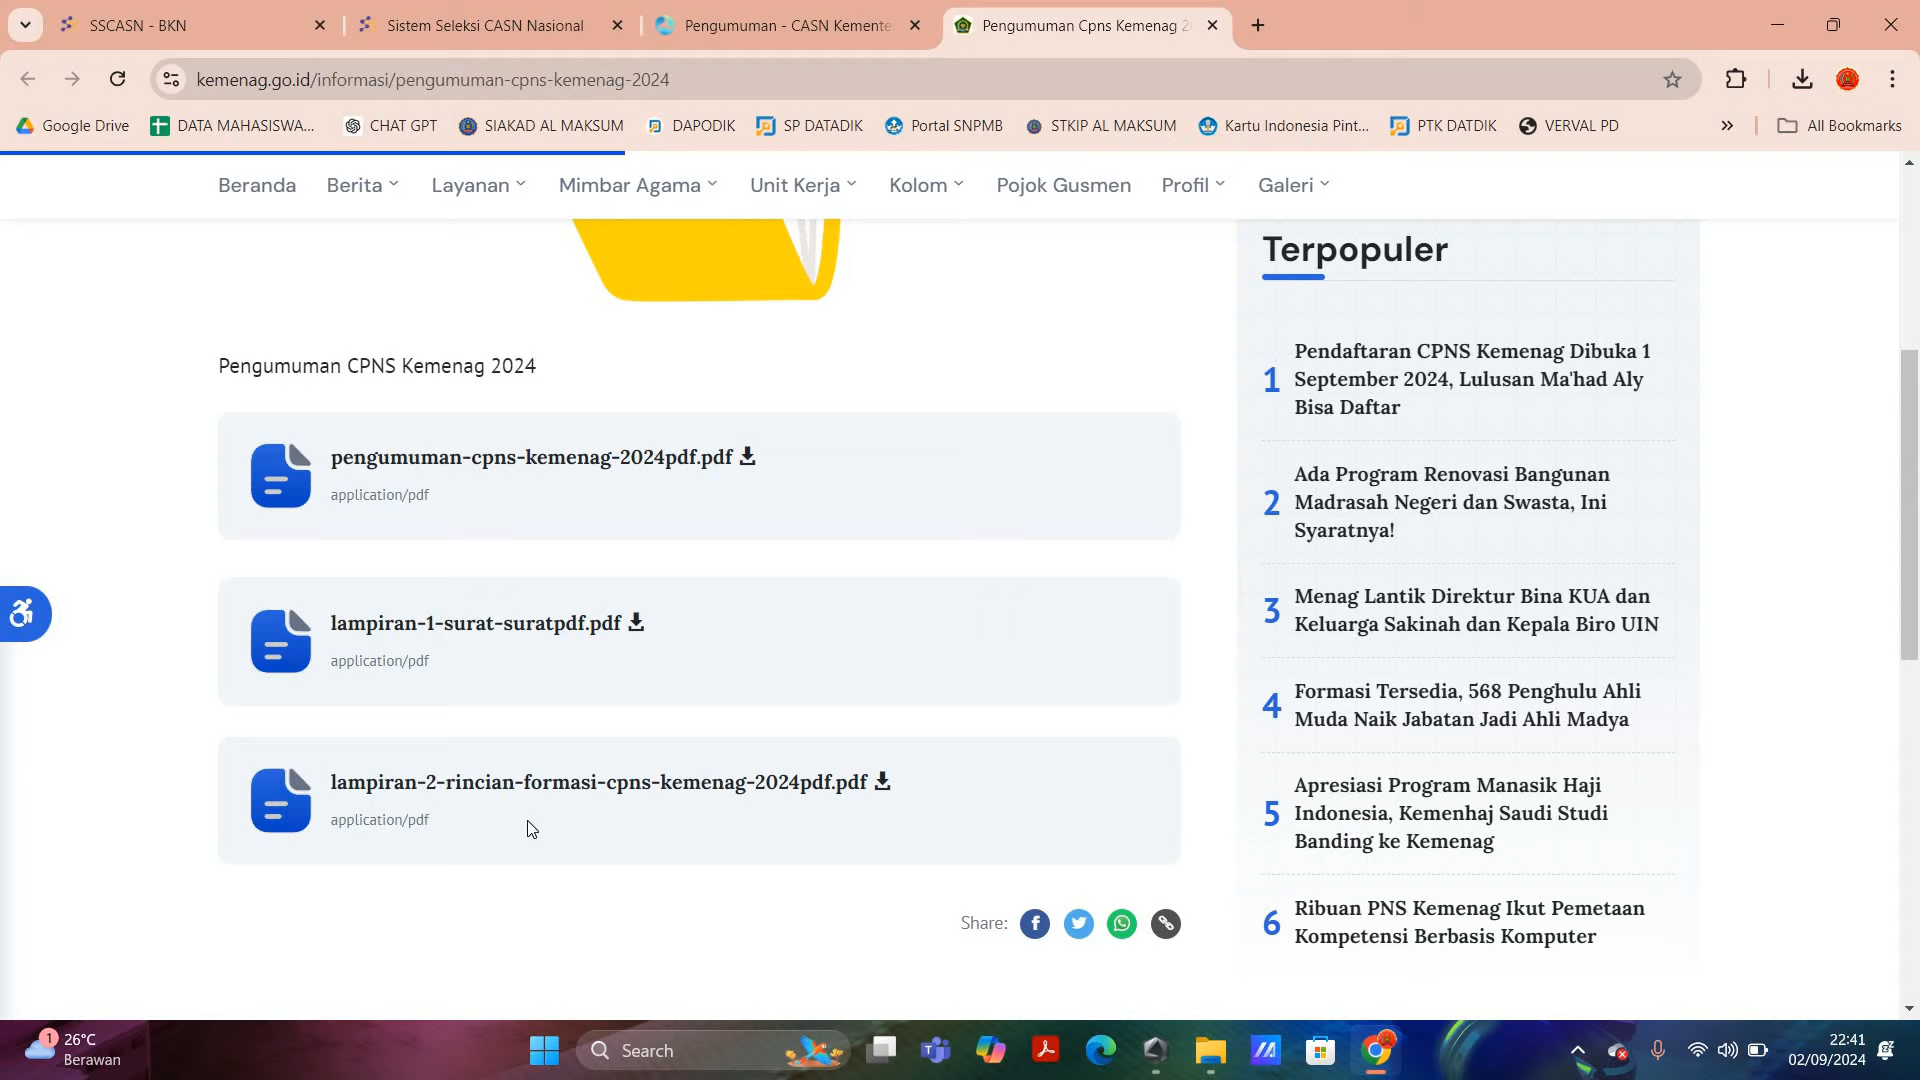 SSCASN - BKN
Sistem Seleksi CASN Nasional
Pengumuman - CASN Kemente
Pengumuman Cpns Kemenag 2
kemenag.go.id/informasi/pengumuman-cpns-kemenag-2024
Google Drive
DATA MAHASISWA...
CHAT GPT
SIAKAD AL MAKSUM
DAPODIK
SP DATADIK
Portal SNPMB
STKIP AL MAKSUM
Kartu Indonesia Pint...
PTK DATDIK
VERVAL PD
All Bookmarks
Beranda
Berita
Layanan
Mimbar Agama
Unit Kerja
Kolom
Pojok Gusmen
Profil
Galeri
Pengumuman CPNS Kemenag 2024
pengumuman-cpns-kemenag-2024pdf.pdf
application/pdf
lampiran-1-surat-suratpdf.pdf
application/pdf
lampiran-2-rincian-formasi-cpns-kemenag-2024pdf.pdf
application/pdf
Share:
Terpopuler
1
Pendaftaran CPNS Kemenag Dibuka 1
September 2024, Lulusan Ma'had Aly
Bisa Daftar
2
Ada Program Renovasi Bangunan
Madrasah Negeri dan Swasta, Ini
Syaratnya!
3
Menag Lantik Direktur Bina KUA dan
Keluarga Sakinah dan Kepala Biro UIN
4
Formasi Tersedia, 568 Penghulu Ahli
Muda Naik Jabatan Jadi Ahli Madya
5
Apresiasi Program Manasik Haji
Indonesia, Kemenhaj Saudi Studi
Banding ke Kemenag
6
Ribuan PNS Kemenag Ikut Pemetaan
Kompetensi Berbasis Komputer
1
26°C
Berawan
Search
22:41
02/09/2024